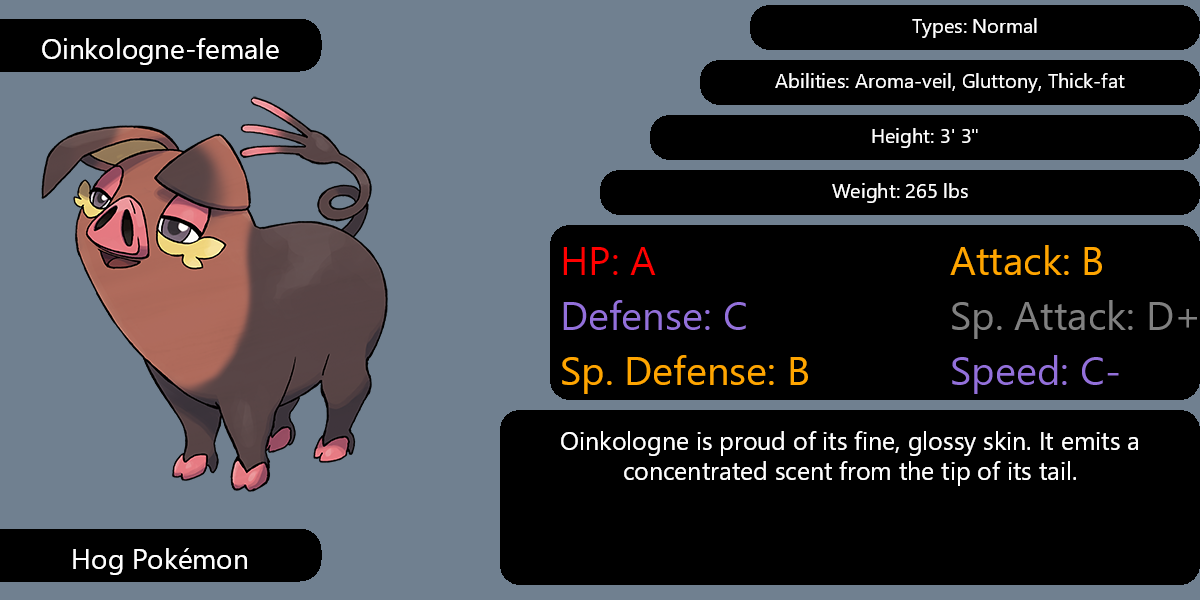 Oinkologne-female
Types: Normal
Abilities: Aroma-veil, Gluttony, Thick-fat
Height: 3' 3"
Weight: 265 lbs
HP: A
Attack: B
Defense: C
Sp. Attack: D+
Sp. Defense: B
Speed: C-
Oinkologne is proud of its fine, glossy skin. It emits a
concentrated scent from the tip of its tail.
Hog Pokémon